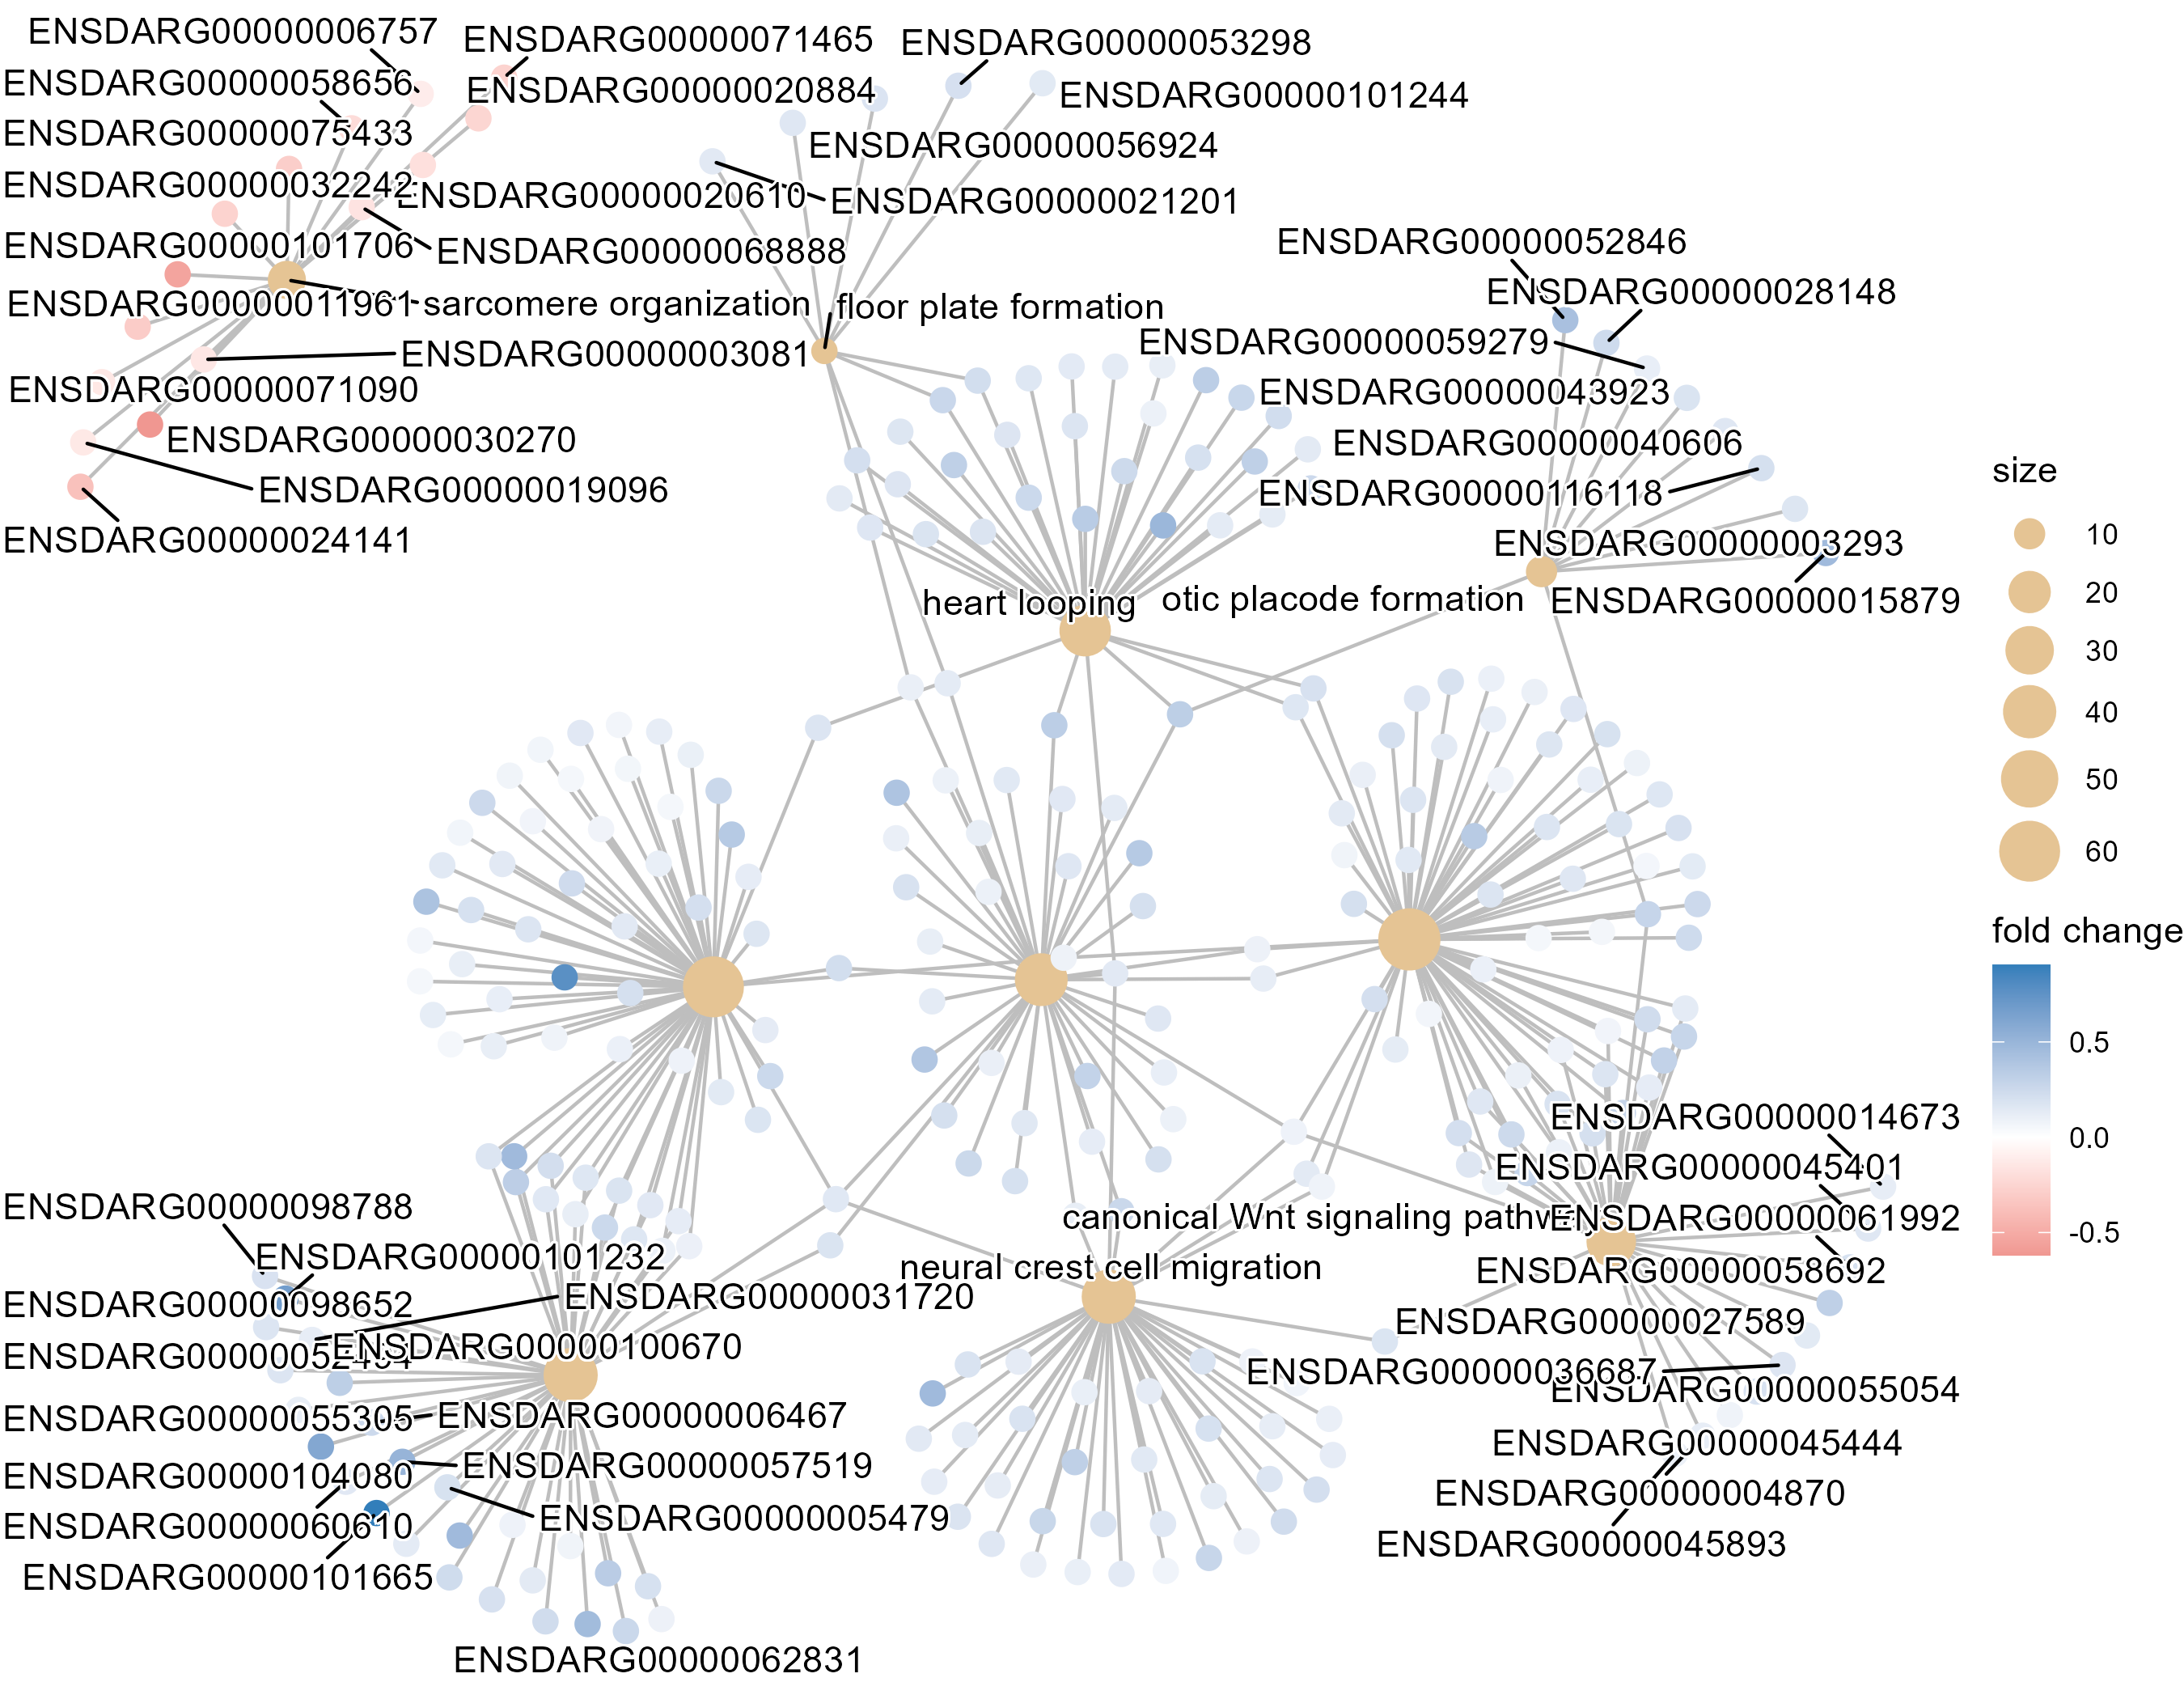 ENSDARG00000006757
ENSDARG00000071465
ENSDARG00000053298
ENSDARG00000058656
ENSDARG00000020884
ENSDARG00000101244
ENSDARG00000075433
ENSDARG00000056924
ENSDARG00000032242
ENSDARG00000020610
ENSDARG00000021201
ENSDARG00000101706
ENSDARG00000068888
ENSDARG00000052846
ENSDARG00000028148
ENSDARG00000011961
sarcomere organization
floor plate formation
ENSDARG00000059279
ENSDARG00000003081
ENSDARG00000071090
ENSDARG00000043923
ENSDARG00000030270
ENSDARG00000040606
ENSDARG00000019096
ENSDARG00000116118
ENSDARG00000024141
ENSDARG00000003293
heart looping
otic placode formation
ENSDARG00000015879
size
10
20
30
40
50
60
fold change
0.5
0.0
-0.5
ENSDARG00000014673
ENSDARG00000045401
ENSDARG00000098788
canonical Wnt signaling
ENSDARG00000061992
ENSDARG00000101232
neural crest cell migration
ENSDARG00000058692
ENSDARG00000098652
ENSDARG00000031720
ENSDARG00000027589
ENSDARG00000100670
ENSDARG00000036687
ENSDARG00000055054
ENSDARG00000055305
ENSDARG00000006467
ENSDARG00000045444
ENSDARG00000104080
ENSDARG00000057519
ENSDARG00000004870
ENSDARG00000060610
ENSDARG00000005479
ENSDARG00000045893
ENSDARG00000101665
ENSDARG00000062831